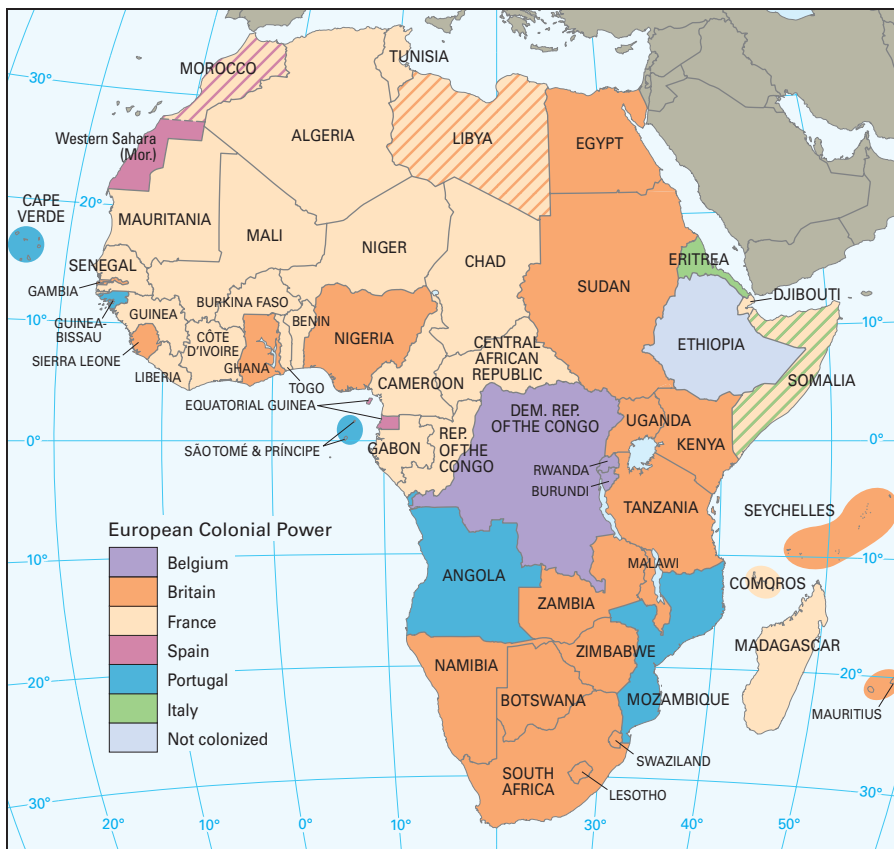 MOROCCO
TUNISIA
30°
ALGERIA
LIBYA
EGYPT
Western Sahara
(Mor.)
20°
CAPE
VERDE
MAURITANIA
MALI
NIGER
CHAD
SUDAN
ERITREA
SENEGAL
GAMBIA
DJIBOUTI
10°
10°
GUINEA-
BISSAU
GUINEA
BURKINA FASO
BENIN
NIGERIA
CÔTE
D'IVOIRE
GHANA
SIERRA LEONE
LIBERIA
TOGO
CENTRAL
AFRICAN
REPUBLIC
ETHIOPIA
SOMALIA
CAMEROON
EQUATORIAL GUINEA
DEM. REP.
OF THE CONGO
UGANDA
KENYA
0°
0°
SÃO TOMÉ & PRÍNCIPE
GABON
REP.
OF THE
CONGO
RWANDA
BURUNDI
TANZANIA
SEYCHELLES
European Colonial Power
Belgium
Britain
France
Spain
Portugal
Italy
Not colonized
10°
10°
ANGOLA
MALAWI
COMOROS
ZAMBIA
MADAGASCAR
NAMIBIA
ZIMBABWE
BOTSWANA
MOZAMBIQUE
20°
20°
MAURITIUS
SWAZILAND
SOUTH
AFRICA
LESOTHO
30°
30°
20°
10°
0°
10°
30°
40°
50°